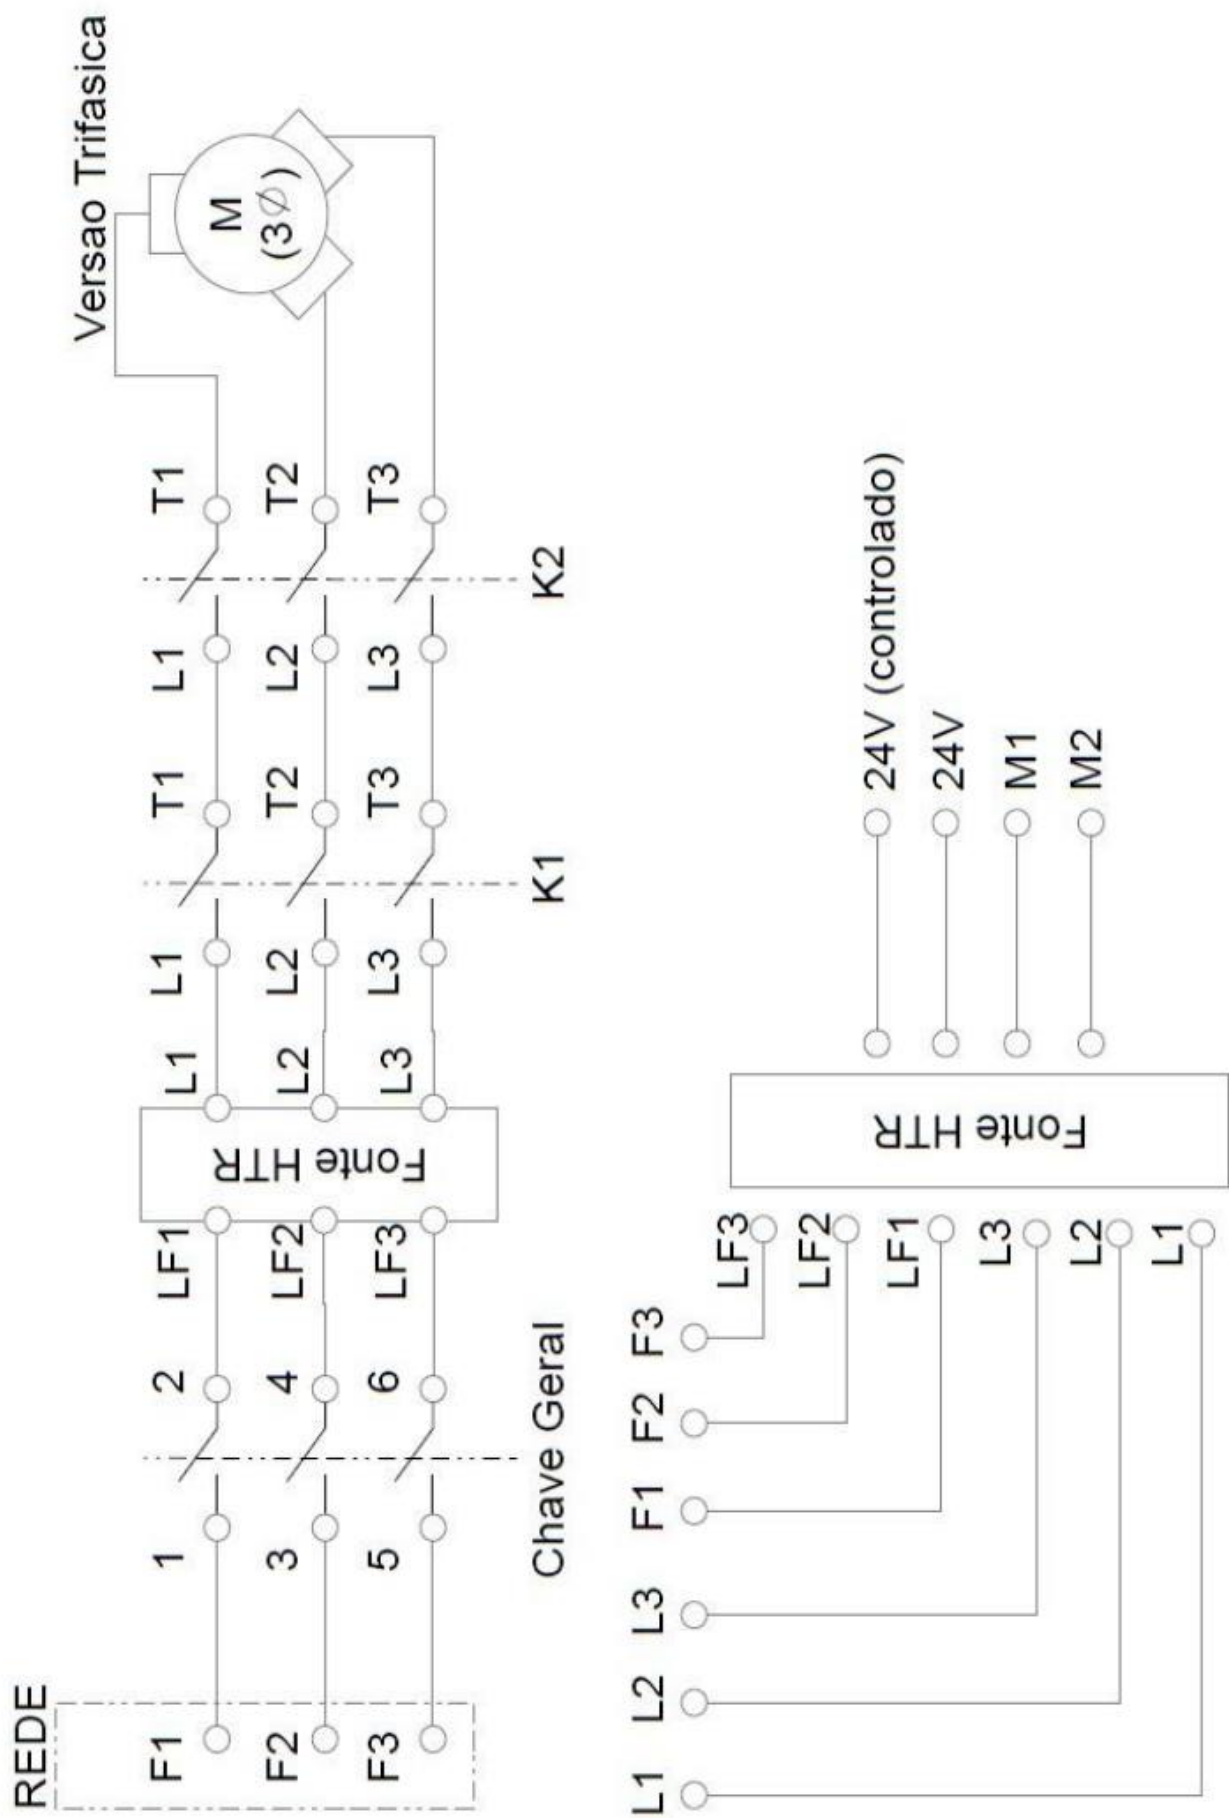 Versao Trifasica
REDE
F1
1
2
LF1
L1
L1
T1
L1
T1
F2
3
4
LF2
L2
L2
T2
L2
T2
F3
5
6
LF3
L3
L3
T3
L3
T3
Fonte HTR
M
(3Ø)
Chave Geral
K1
K2
L1
L2
L3
F1
F2
F3
LF3
LF2
LF1
L3
L2
L1
Fonte HTR
24V (controlado)
24V
M1
M2